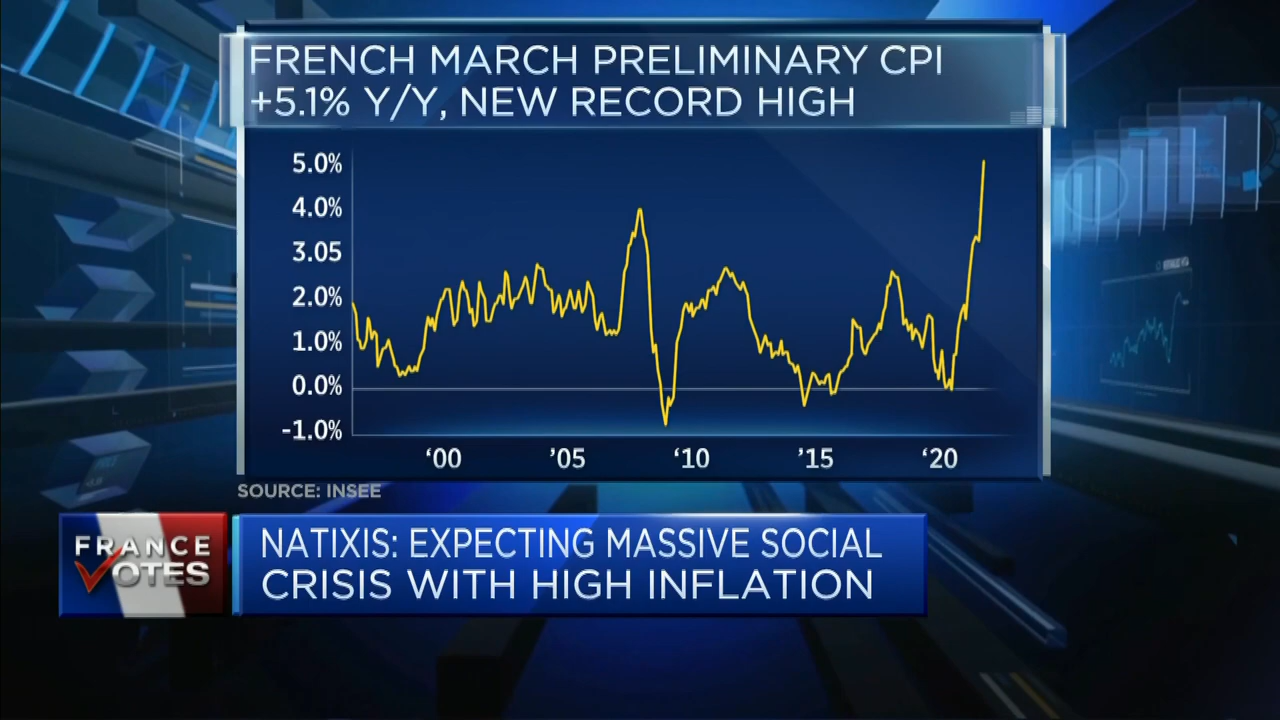 FRENCH MARCH PRELIMINARY CPI
+5.1% Y/Y, NEW RECORD HIGH
5.0%
4.0%
3.05
2.0%
1.0%
0.0%
-1.0%
‘00
’05
‘10
’15
‘20
SOURCE: INSEE
FRANCE
VOTES
NATIXIS: EXPECTING MASSIVE SOCIAL
CRISIS WITH HIGH INFLATION